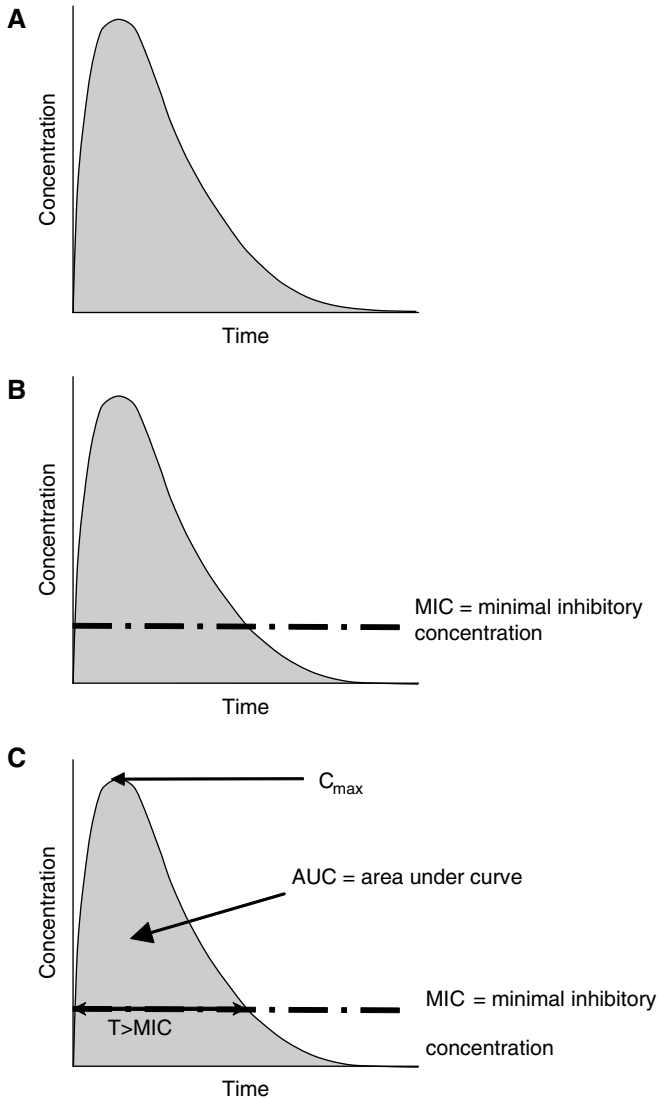 A
Concentration
Time
B
Concentration
MIC = minimal inhibitory
concentration
Time
C
Cmax
AUC = area under curve
Concentration
MIC = minimal inhibitory
T>MIC
concentration
Time